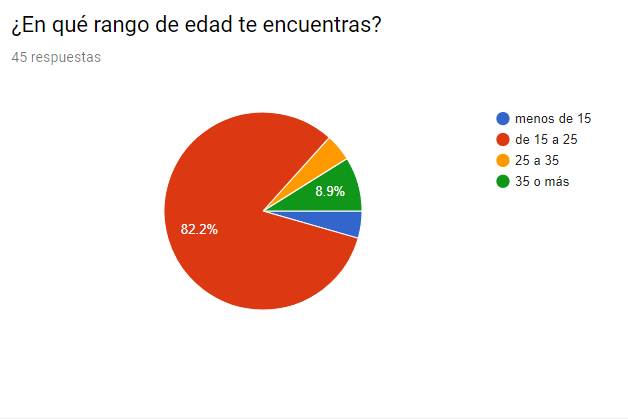 ¿En qué rango de edad te encuentras?
45 respuestas
menos de 15
de 15 a 25
25 a 35
35 o más
8.9%
82.2%